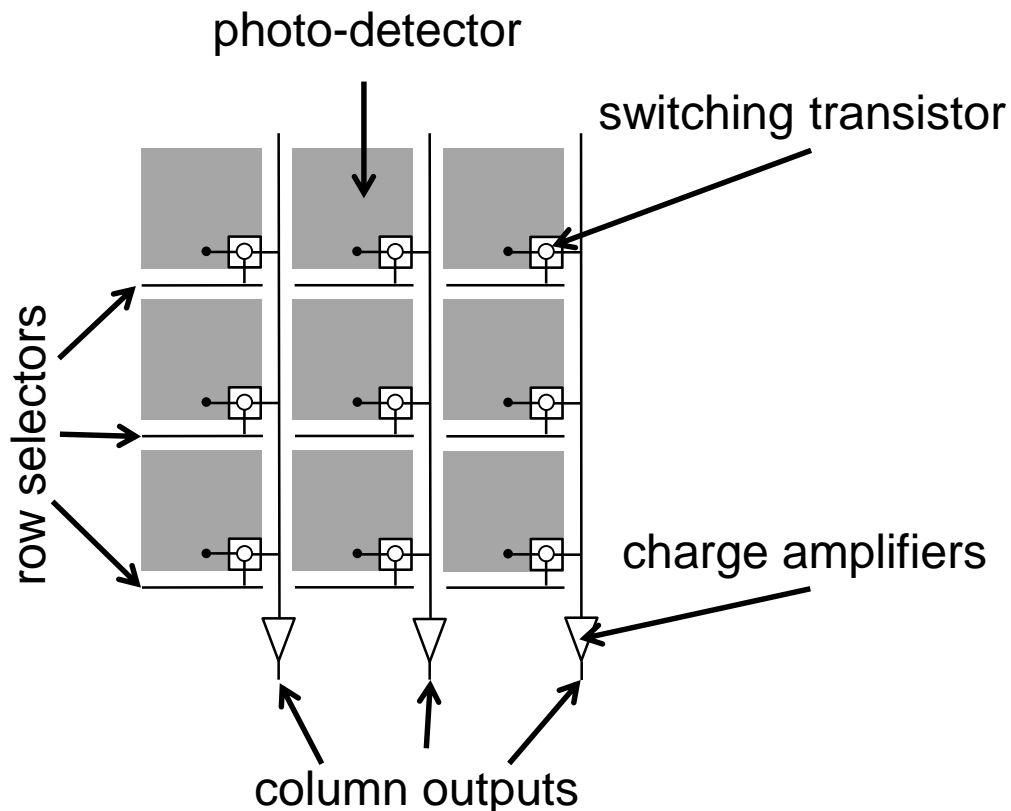 photo-detector
switching transistor
row selectors
charge amplifiers
column outputs